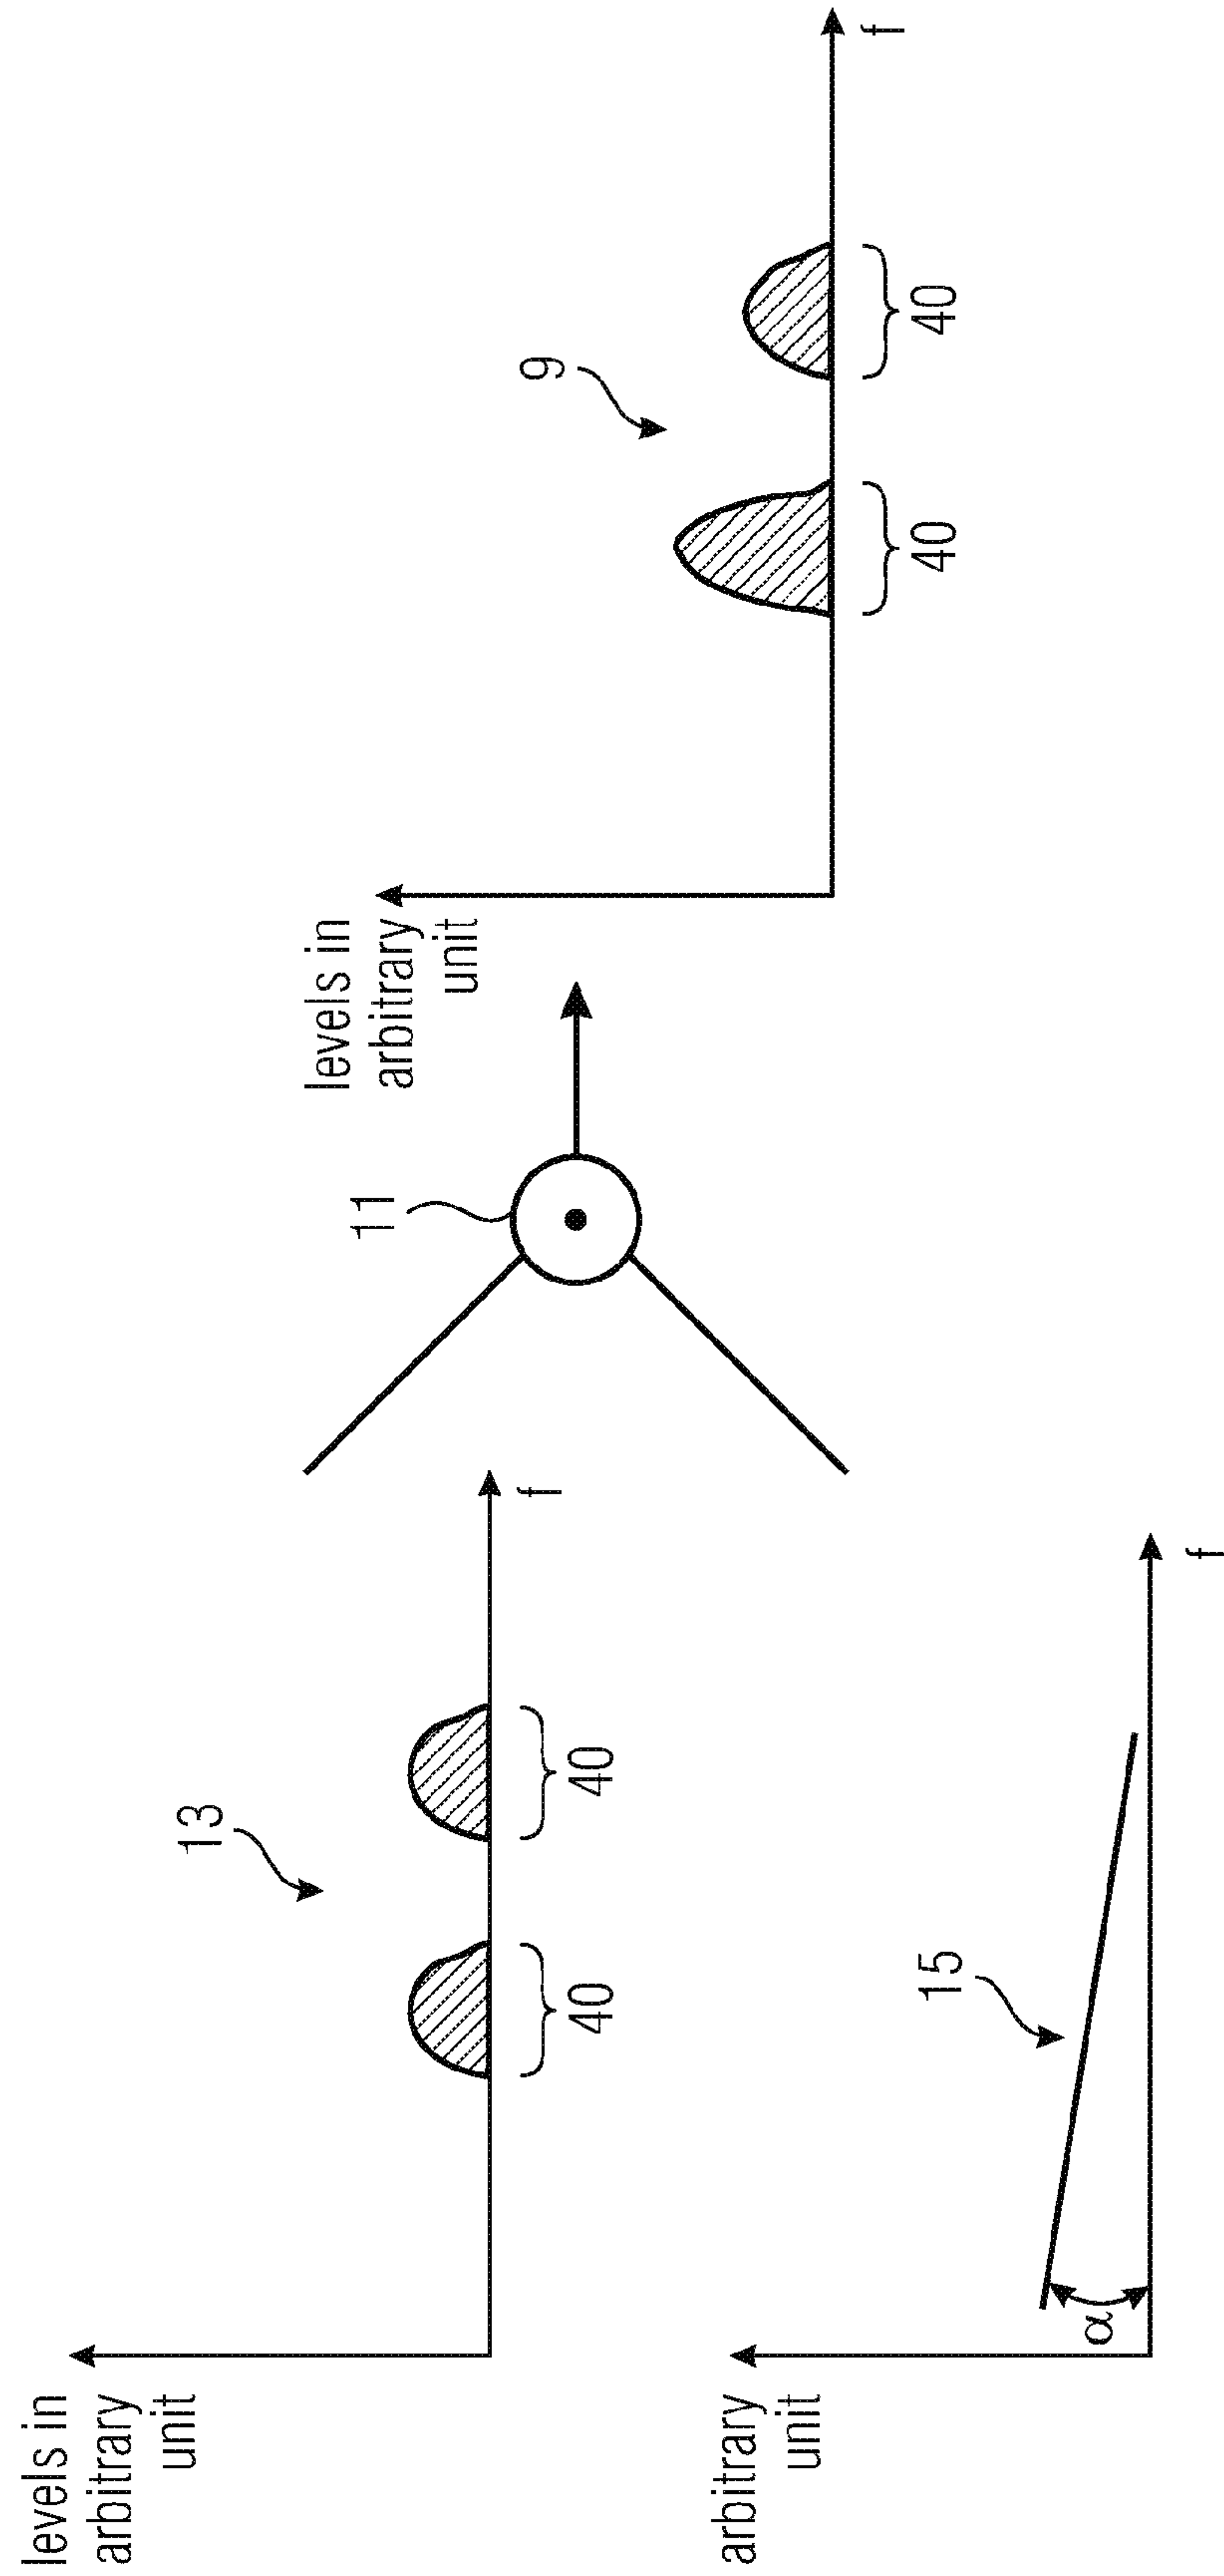 levels in
arbitrary
unit
13
40
40
f
arbitrary
unit
α
15
f
11
levels in
arbitrary
unit
9
40
40
f